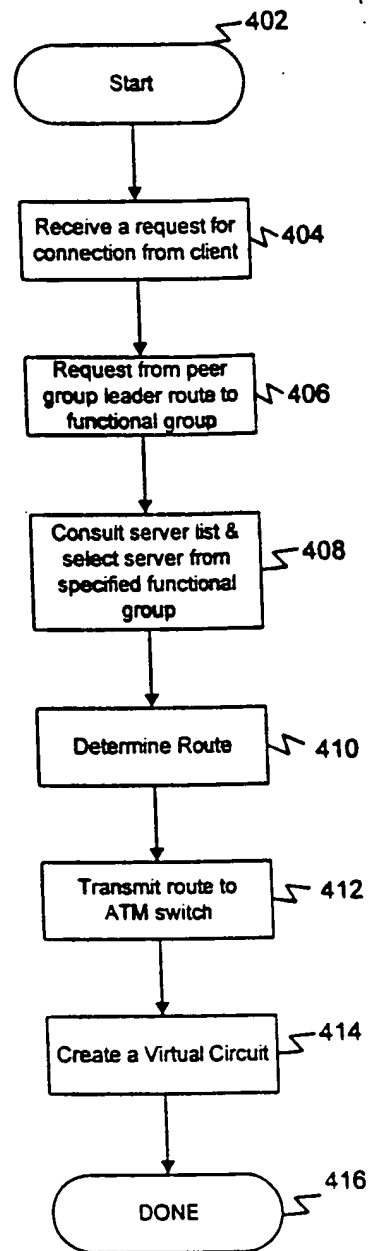 402
Start
Receive a request for
connection from client
404
Request from peer
group leader route to
functional group
406
Consult server list &
select server from
specified functional
group
408
Determine Route
410
Transmit route to
ATM switch
412
Create a Virtual Circuit
414
DONE
416